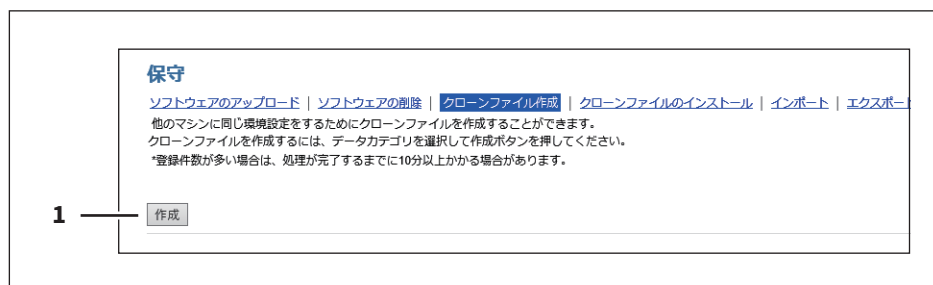 保守
ソフトウェアのアップロード | ソフトウェアの削除 | クローンファイル作成 | クローンファイルのインストール | インポート | エクスポート
他のマシンに同じ環境設定をするためにクローンファイルを作成することができます。
クローンファイルを作成するには、データカテゴリを選択して作成ボタンを押してください。
*登録件数が多い場合は、処理が完了するまでに10分以上かかる場合があります。
1 作成